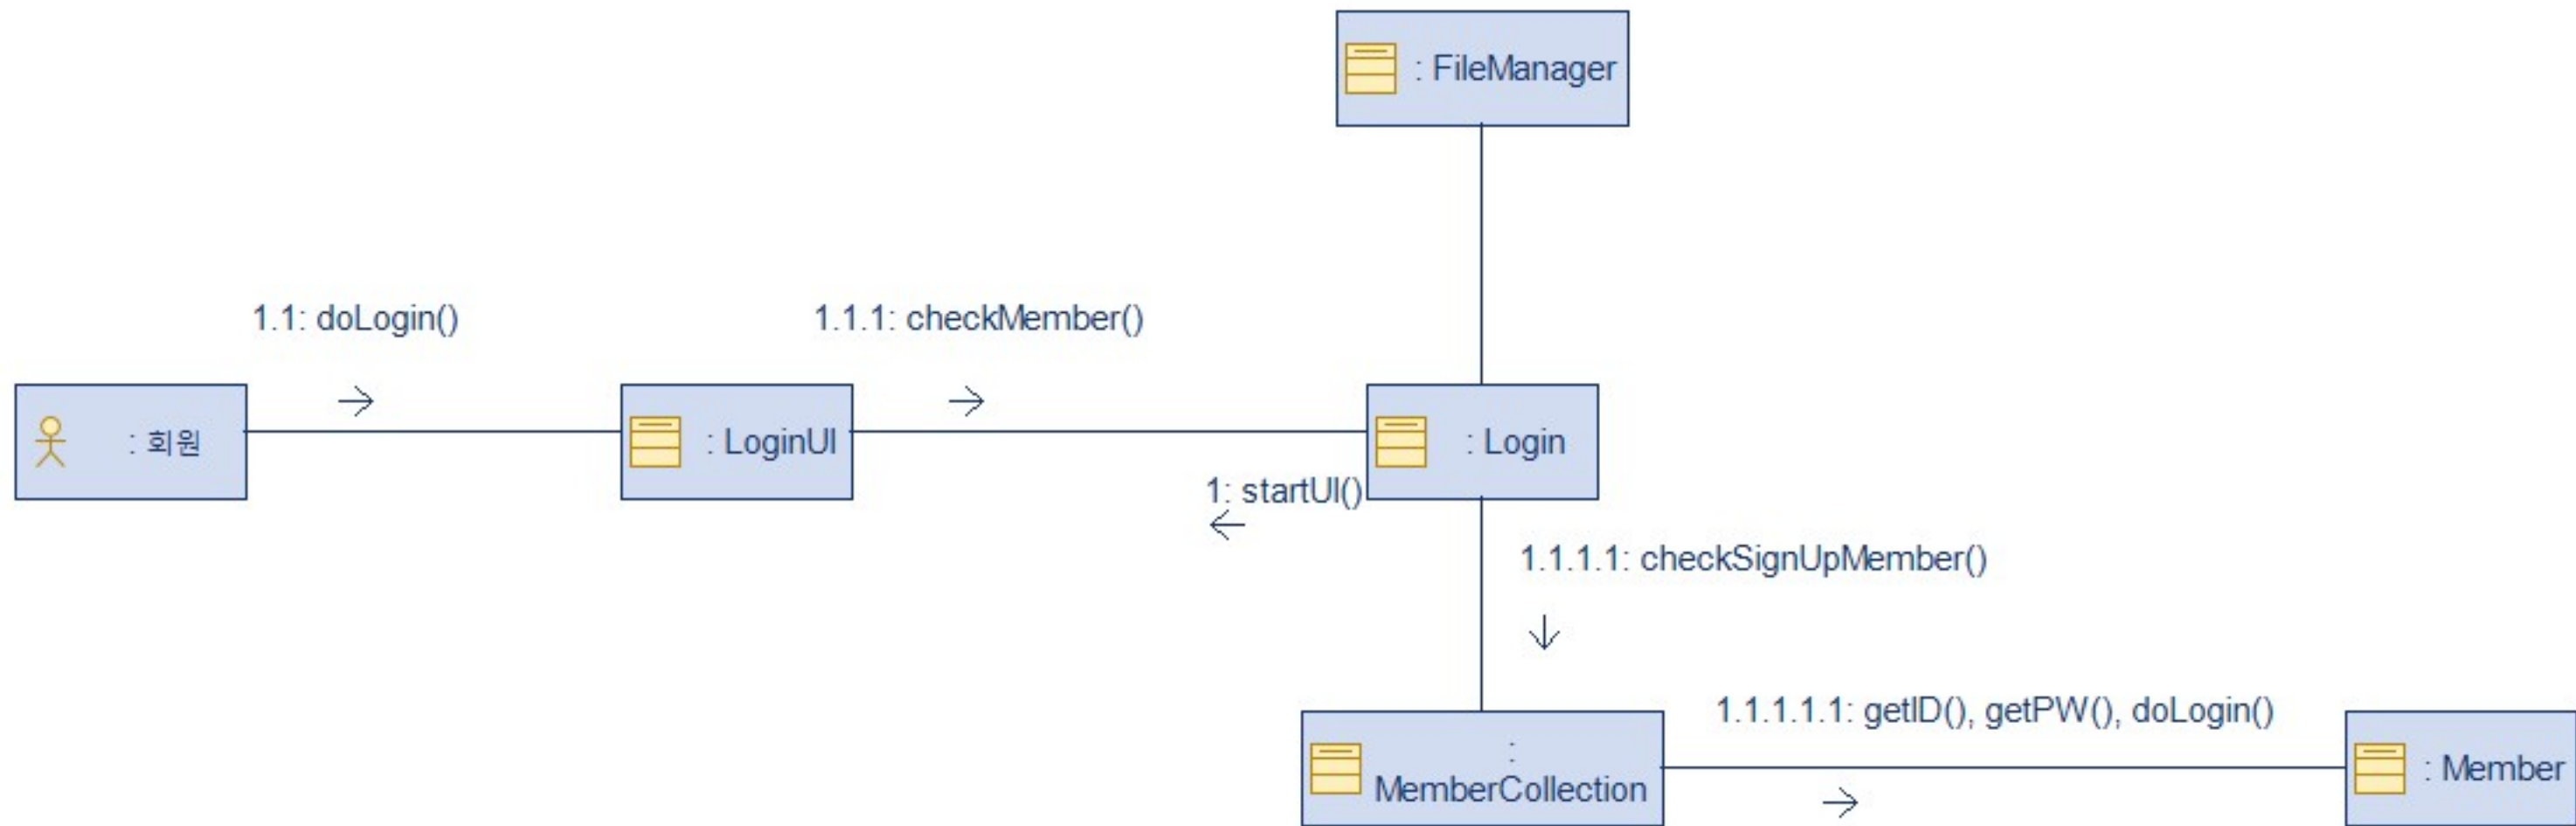 : FileManager
1.1: doLogin()
1.1.1: checkMember()
: 회원
: LoginUI
: Login
1: startUI()
1.1.1.1: checkSignUpMember()
1.1.1.1.1: getID(), getPW(), doLogin()
:
MemberCollection
: Member